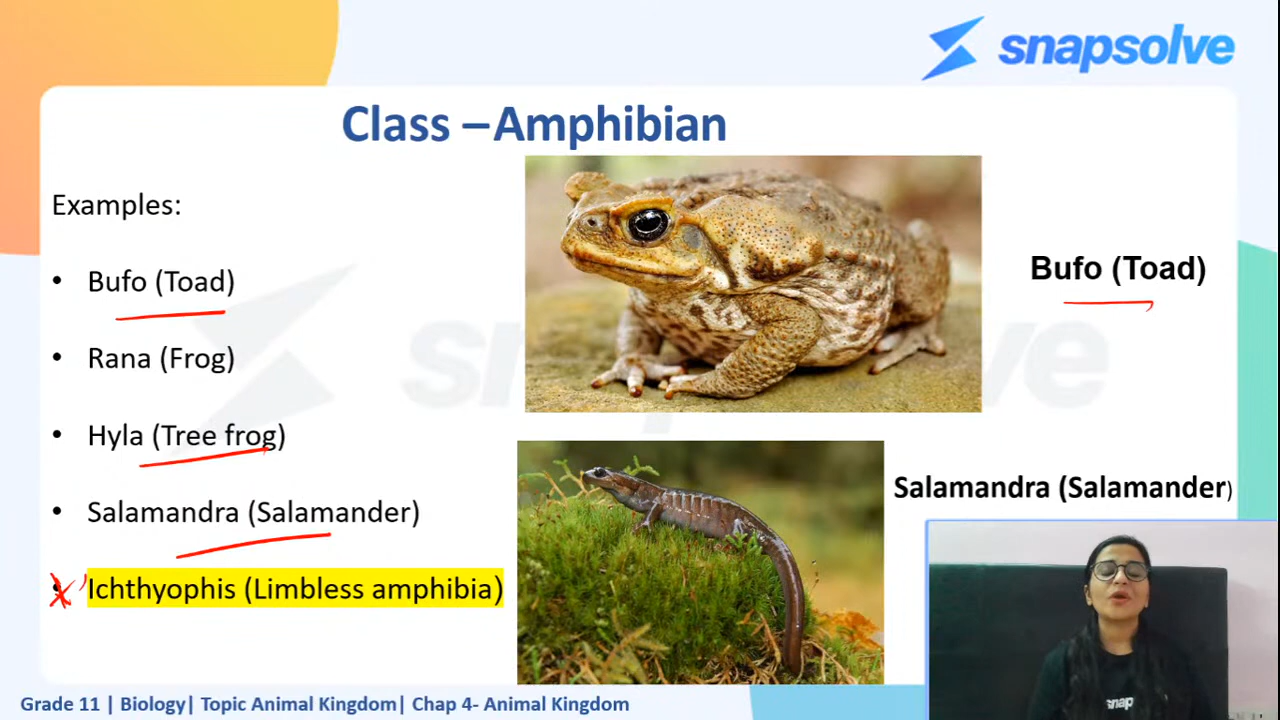 snapsolve
Class –Amphibian
Examples:
• Bufo (Toad)
• Rana (Frog)
• Hyla (Tree frog)
• Salamandra (Salamander)
• Ichthyophis (Limbless amphibia)
Bufo (Toad)
Salamandra (Salamander)
snap
Grade 11 | Biology| Topic Animal Kingdom| Chap 4- Animal Kingdom